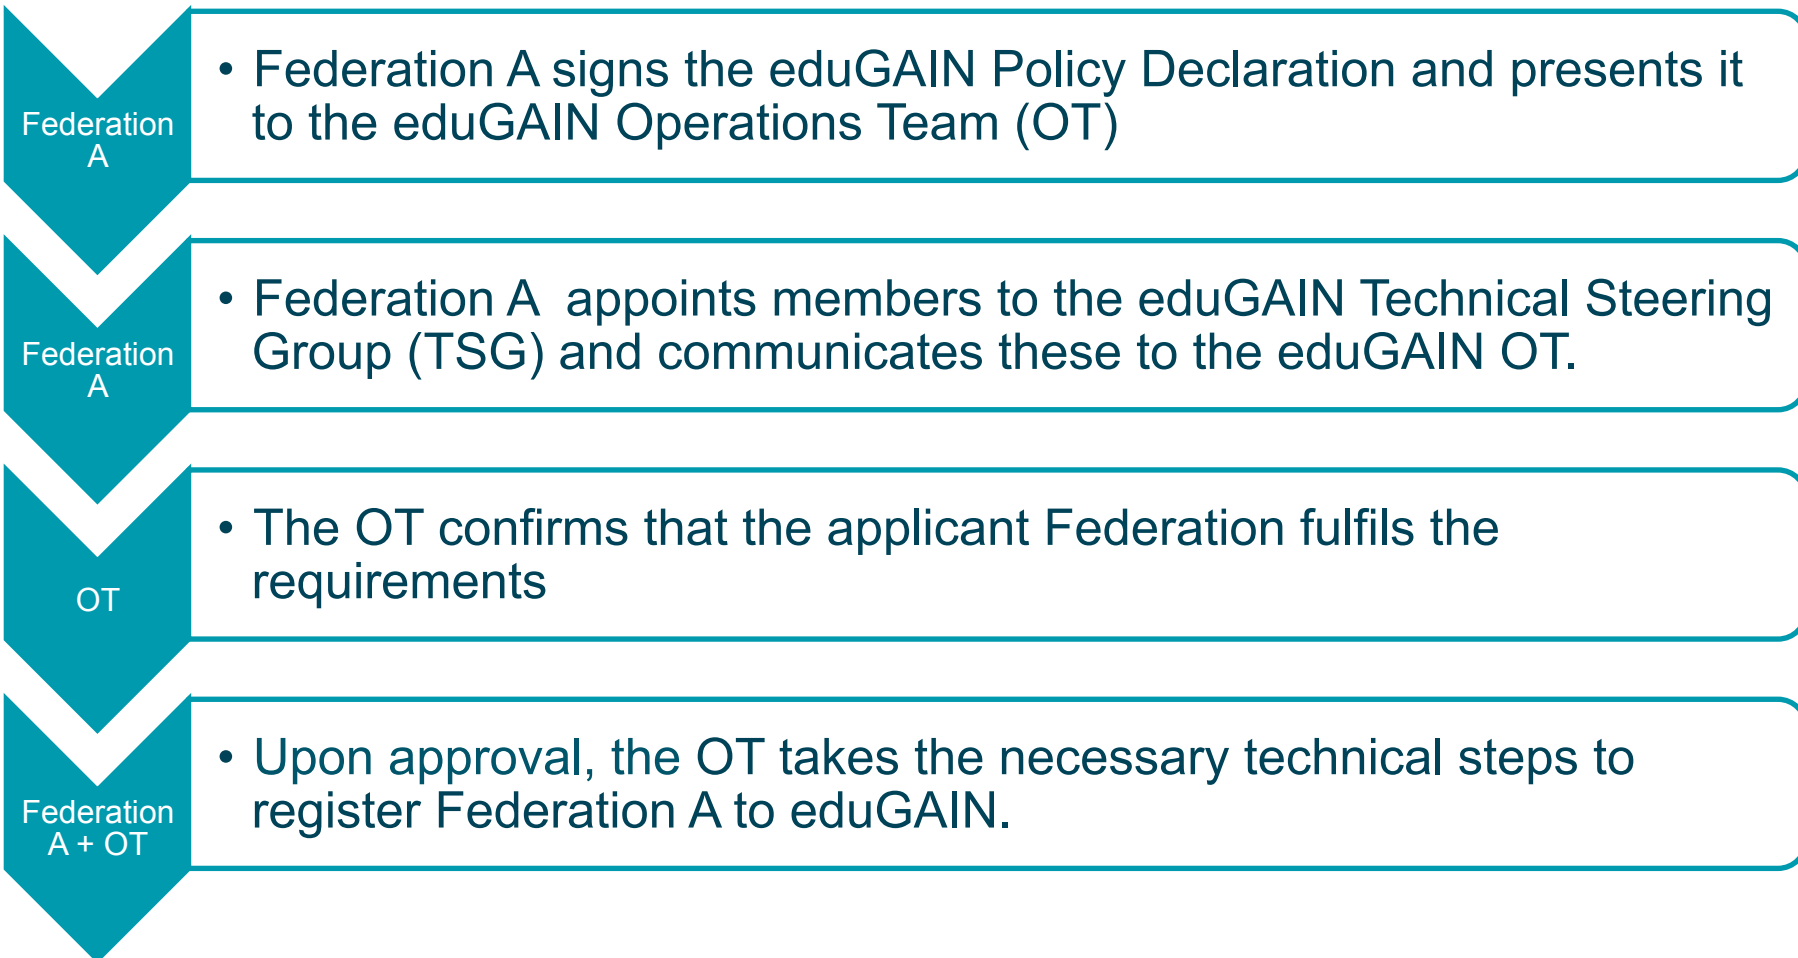 Federation
A
• Federation A signs the eduGAIN Policy Declaration and presents it
to the eduGAIN Operations Team (OT)
Federation
A
• Federation A  appoints members to the eduGAIN Technical Steering
Group (TSG) and communicates these to the eduGAIN OT.
OT
• The OT confirms that the applicant Federation fulfils the
requirements
Federation
A + OT
• Upon approval, the OT takes the necessary technical steps to
register Federation A to eduGAIN.